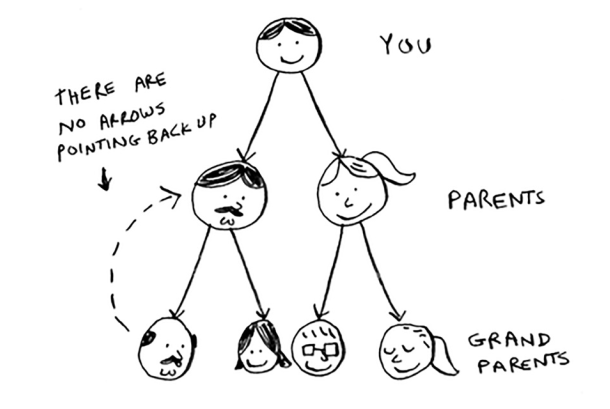 YOU
THERE ARE
NO ARROWS
POINTING BACK UP
PARENTS
GRAND
PARENTS